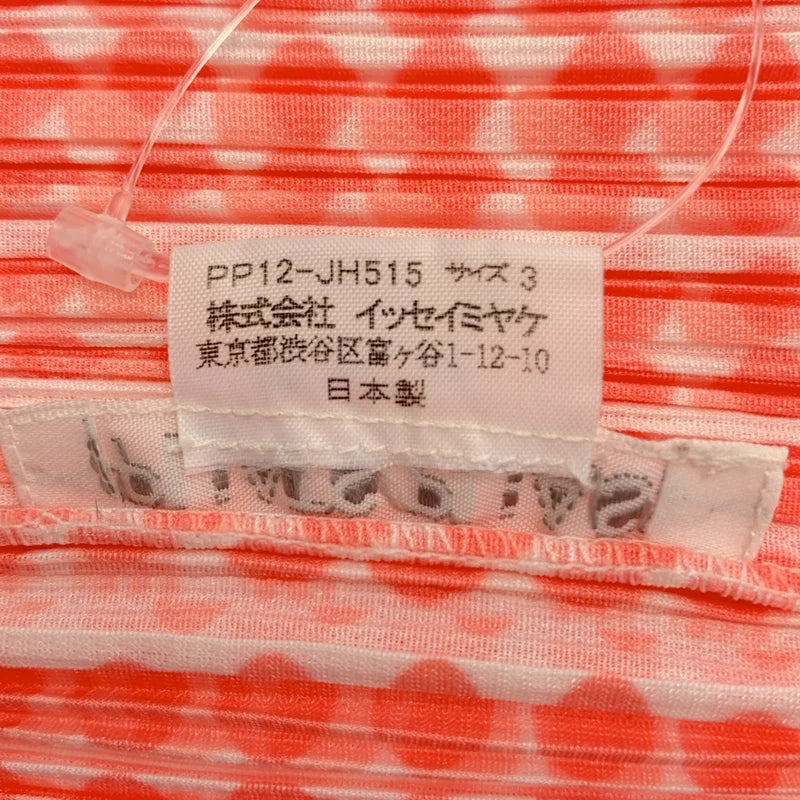 PP12-JH515 サイズ 3
株式会社 イッセイミヤケ
東京都渋谷区富ヶ谷1-12-10
日本製